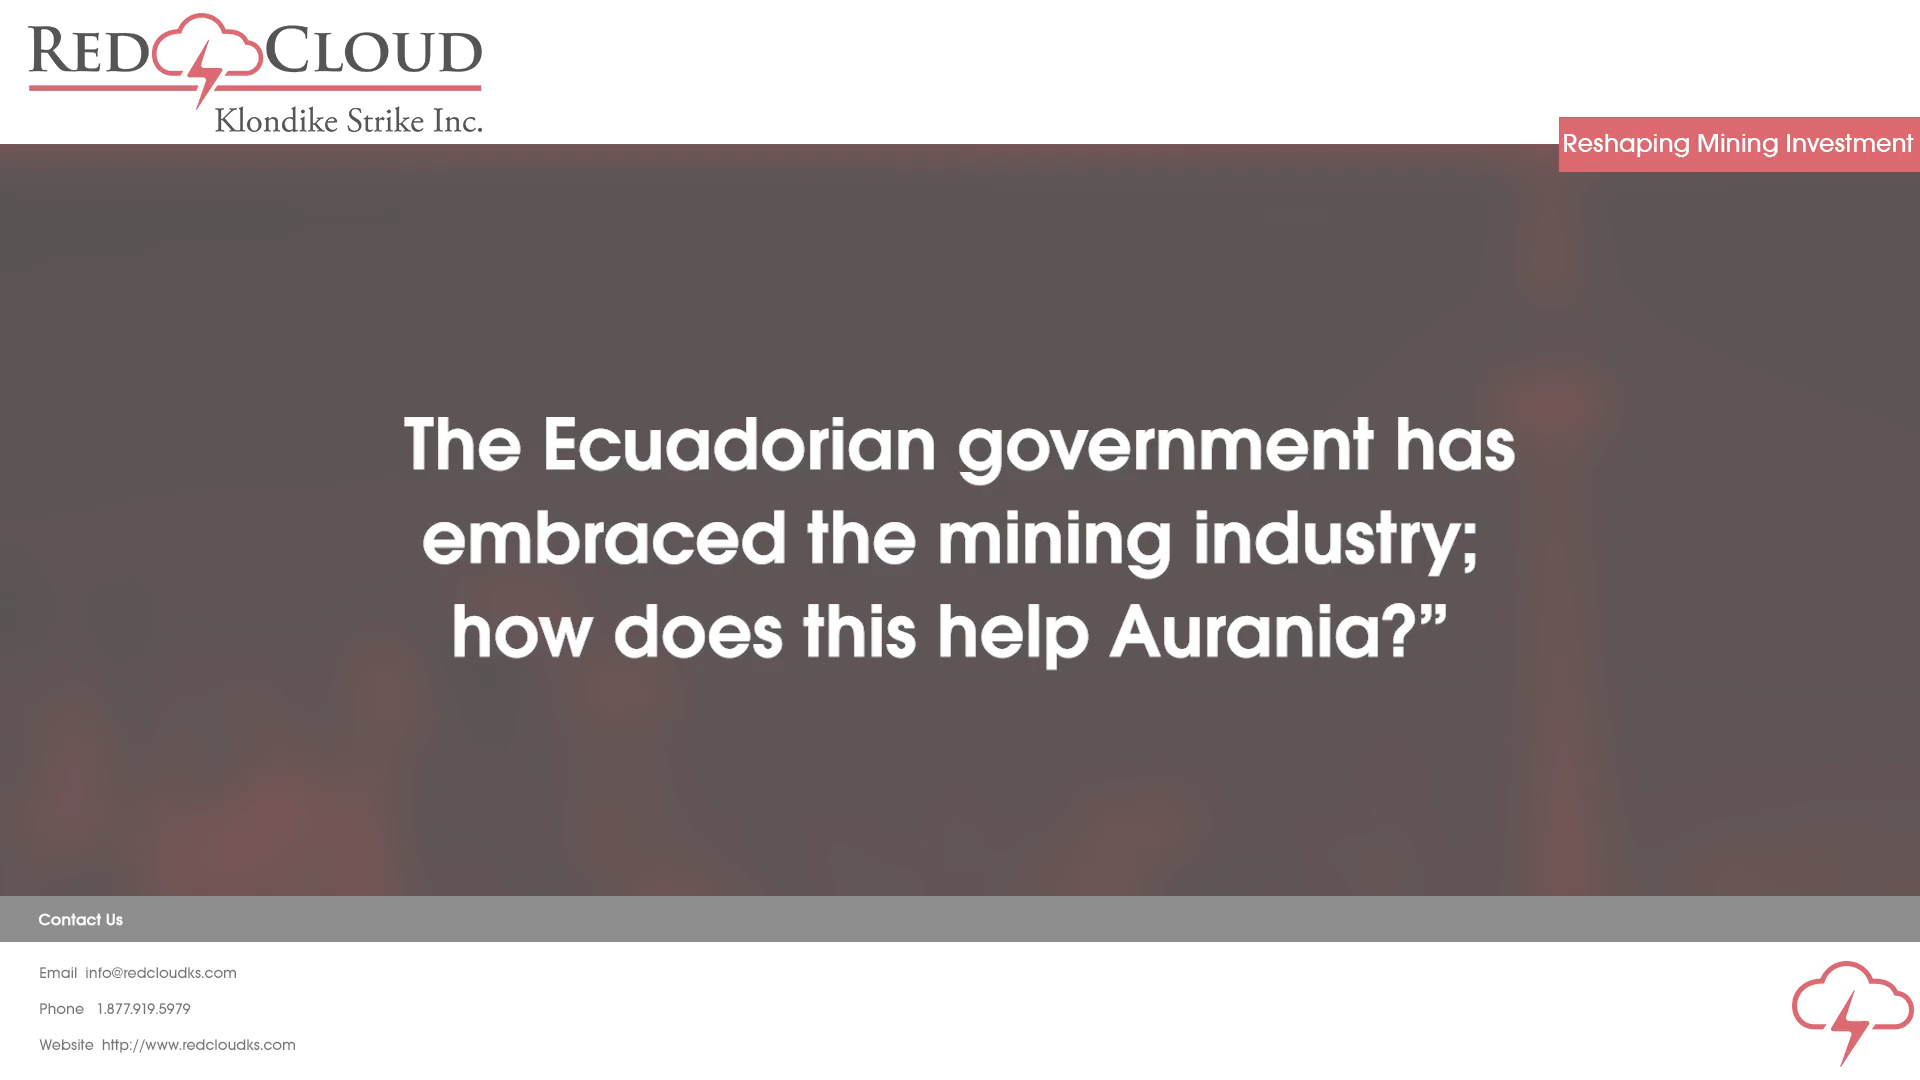 RED CLOUD
Klondike Strike Inc.
Reshaping Mining Investment
The Ecuadorian government has
embraced the mining industry;
how does this help Aurania?”
Contact Us
Email info@redcloudks.com
Phone 1.877.919.5979
Website http://www.redcloudks.com